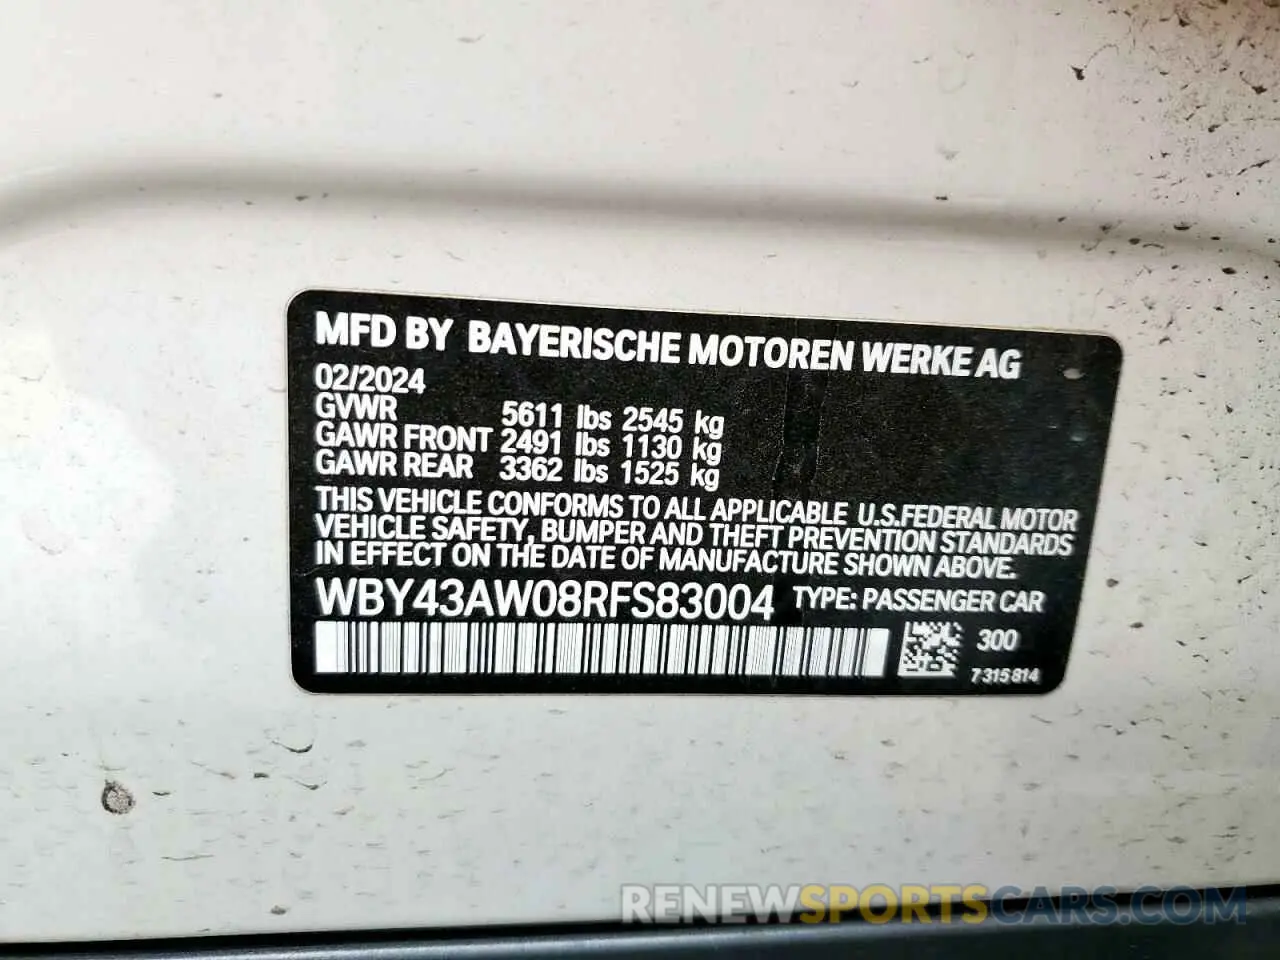 MFD BY BAYERISCHE MOTOREN WERKE AG
02/2024
GVWR 5611 lbs 2545 kg
GAWR FRONT 2491 lbs 1130 kg
GAWR REAR 3362 lbs 1525 kg
THIS VEHICLE CONFORMS TO ALL APPLICABLE U.S.FEDERAL MOTOR
VEHICLE SAFETY, BUMPER AND THEFT PREVENTION STANDARDS
IN EFFECT ON THE DATE OF MANUFACTURE SHOWN ABOVE.
WBY43AW08RFS83004 TYPE: PASSENGER CAR
300
7315814
RENEWSPORTSCARS.COM